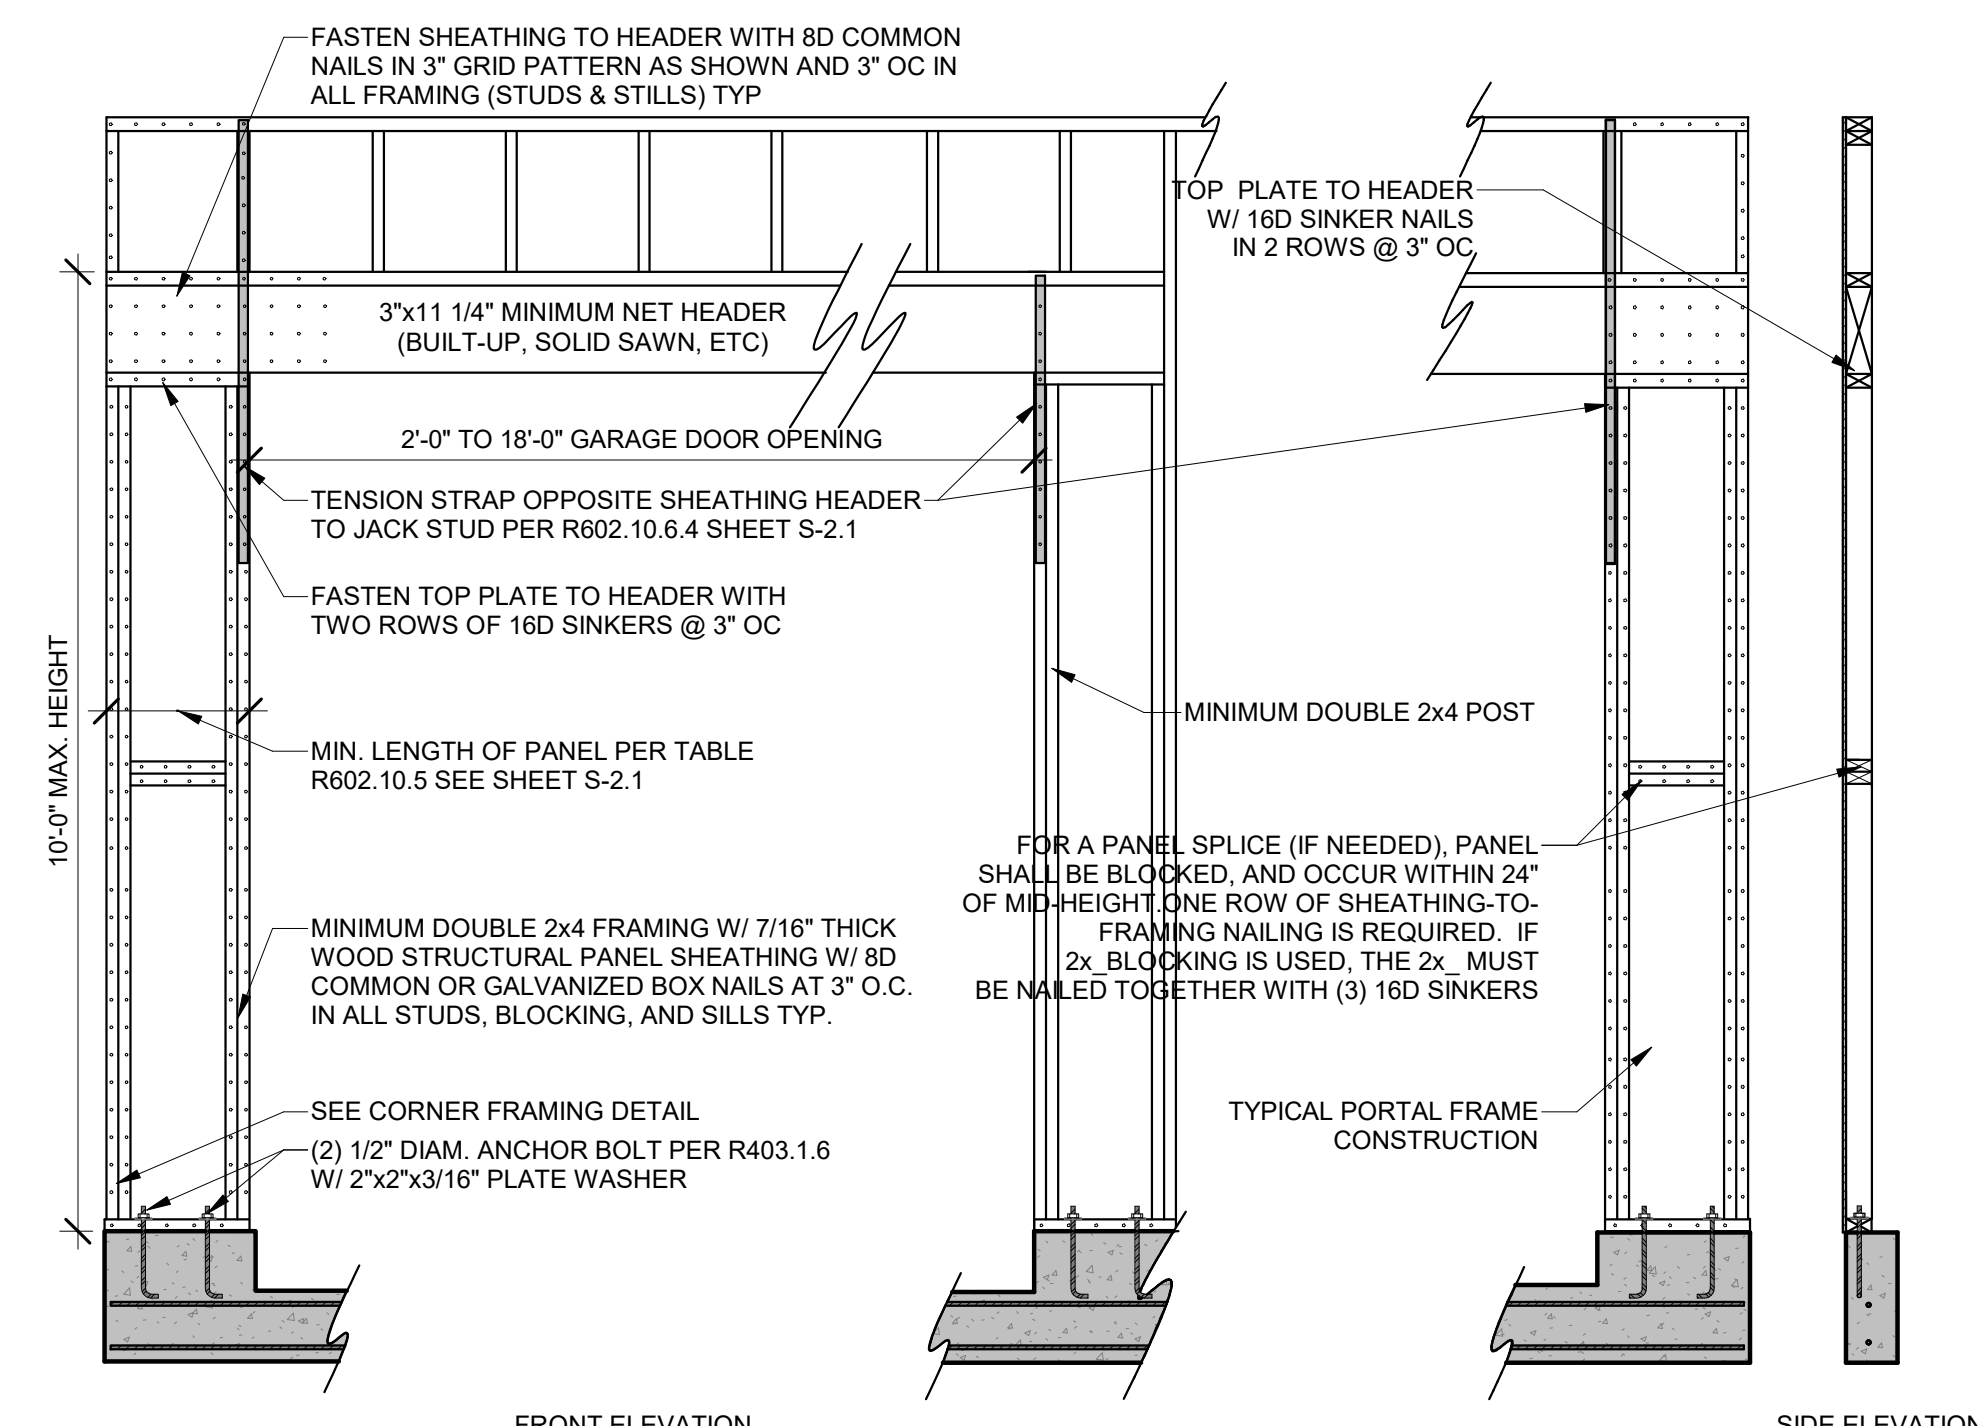 FASTEN SHEATHING TO HEADER WITH 8D COMMON
NAILS IN 3" GRID PATTERN AS SHOWN AND 3" OC IN
ALL FRAMING (STUDS & STILLS) TYP
TOP PLATE TO HEADER
W/ 16D SINKER NAILS
IN 2 ROWS @ 3" OC
3"x11 1/4" MINIMUM NET HEADER
(BUILT-UP, SOLID SAWN, ETC)
2'-0" TO 18'-0" GARAGE DOOR OPENING
TENSION STRAP OPPOSITE SHEATHING HEADER
TO JACK STUD PER R602.10.6.4 SHEET S-2.1
FASTEN TOP PLATE TO HEADER WITH
TWO ROWS OF 16D SINKERS @ 3" OC
10'-0" MAX. HEIGHT
MINIMUM DOUBLE 2x4 POST
MIN. LENGTH OF PANEL PER TABLE
R602.10.5 SEE SHEET S-2.1
FOR A PANEL SPLICE (IF NEEDED), PANEL
SHALL BE BLOCKED, AND OCCUR WITHIN 24"
OF MID-HEIGHT.ONE ROW OF SHEATHING-TO-
FRAMING NAILING IS REQUIRED. IF
2x_BLOCKING IS USED, THE 2x_ MUST
BE NAILED TOGETHER WITH (3) 16D SINKERS
MINIMUM DOUBLE 2x4 FRAMING W/ 7/16" THICK
WOOD STRUCTURAL PANEL SHEATHING W/ 8D
COMMON OR GALVANIZED BOX NAILS AT 3" O.C.
IN ALL STUDS, BLOCKING, AND SILLS TYP.
SEE CORNER FRAMING DETAIL
(2) 1/2" DIAM. ANCHOR BOLT PER R403.1.6
W/ 2"x2"x3/16" PLATE WASHER
TYPICAL PORTAL FRAME
CONSTRUCTION
FRONT ELEVATION
SIDE ELEVATION